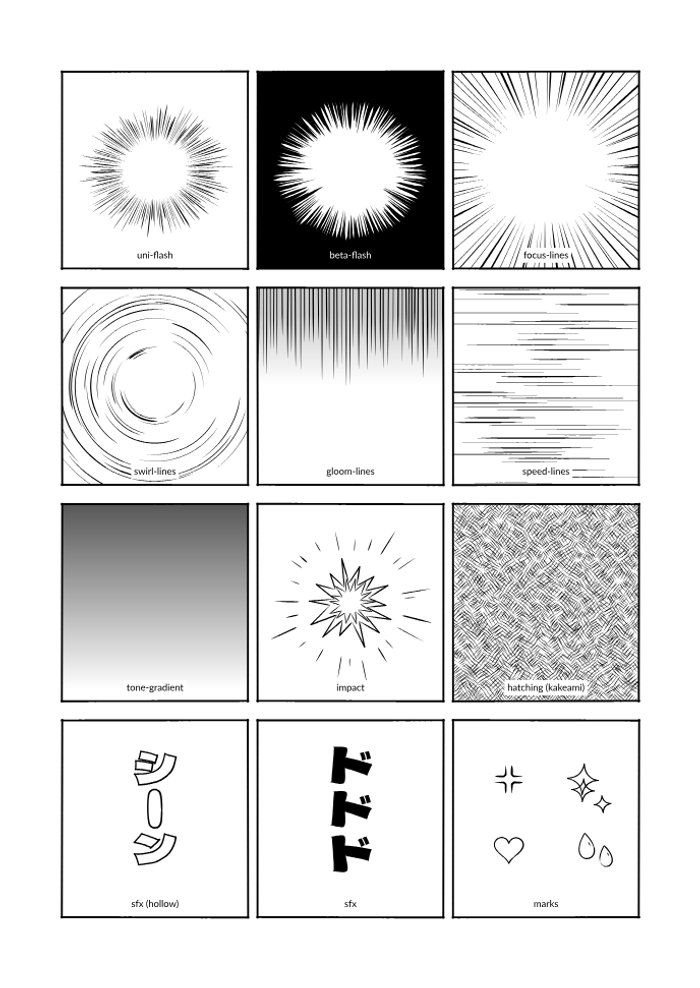 uni-flash
beta-flash
focus-lines
swirl-lines
gloom-lines
speed-lines
tone-gradient
impact
hatching (kakeami)
シーン
sfx (hollow)
ドドド
sfx
marks